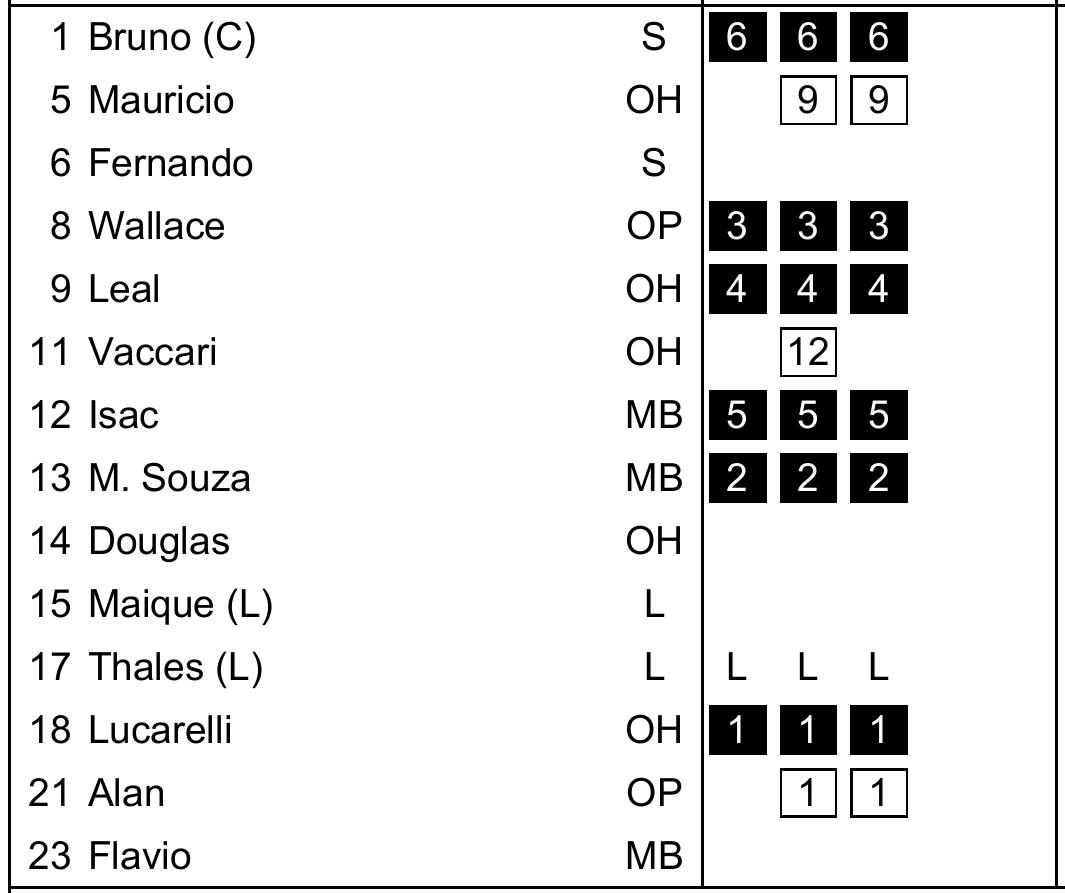 1 Bruno (C) S 6 6 6
5 Mauricio OH 9 9
6 Fernando S
8 Wallace OP 3 3 3
9 Leal OH 4 4 4
11 Vaccari OH 12
12 Isac MB 5 5 5
13 M. Souza MB 2 2 2
14 Douglas OH
15 Maique (L) L
17 Thales (L) L L L L
18 Lucarelli OH 1 1 1
21 Alan OP 1 1
23 Flavio MB